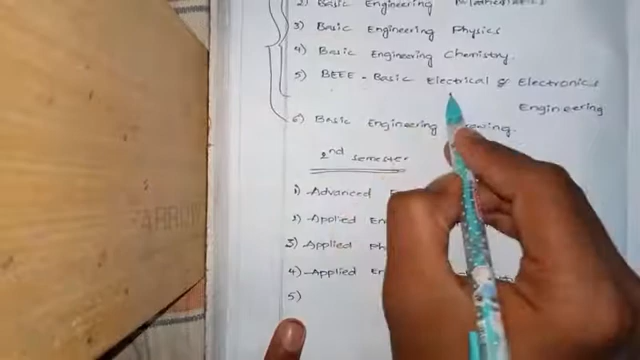 2) Basic Engineering Mathematics
3) Basic Engineering Physics
4) Basic Engineering Chemistry.
5) BEEE - Basic Electrical & Electronics
Engineering
6) Basic Engineering
2nd semester
1) Advanced
2) Applied
3) Applied
4) Applied
5)